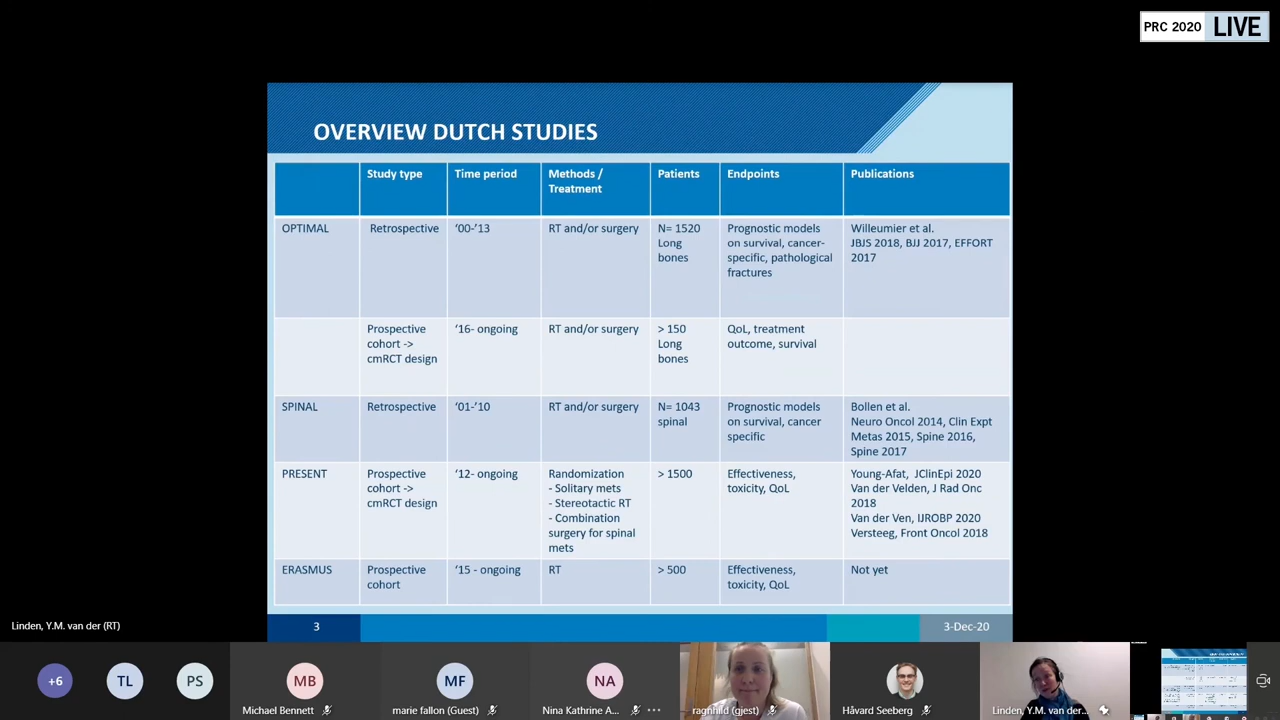 PRC 2020 LIVE
OVERVIEW DUTCH STUDIES
Study type
Time period
Methods /
Treatment
Patients
Endpoints
Publications
OPTIMAL
Retrospective
‘00-’13
RT and/or surgery
N= 1520
Long
bones
Prognostic models
on survival, cancer-
specific, pathological
fractures
Willeumier et al.
JBJS 2018, BJJ 2017, EFFORT
2017
Prospective
cohort ->
cmRCT design
‘16- ongoing
RT and/or surgery
> 150
Long
bones
QoL, treatment
outcome, survival
SPINAL
Retrospective
‘01-’10
RT and/or surgery
N= 1043
spinal
Prognostic models
on survival, cancer
specific
Bollen et al.
Neuro Oncol 2014, Clin Expt
Metas 2015, Spine 2016,
Spine 2017
PRESENT
Prospective
cohort ->
cmRCT design
‘12- ongoing
Randomization
- Solitary mets
- Stereotactic RT
- Combination
surgery for spinal
mets
> 1500
Effectiveness,
toxicity, QoL
Young-Afat, JClinEpi 2020
Van der Velden, J Rad Onc
2018
Van der Ven, IJROBP 2020
Versteeg, Front Oncol 2018
ERASMUS
Prospective
cohort
‘15 - ongoing
RT
> 500
Effectiveness,
toxicity, QoL
Not yet
Linden, Y.M. van der (RT)
3
3-Dec-20
+6
TL
PS
MB
MF
NA
Michael Bennett
marie fallon (Guest)
Nina Kathrine A...
ragnhild (gjest)
Håvard Seeberg
Linden, Y.M. van der...